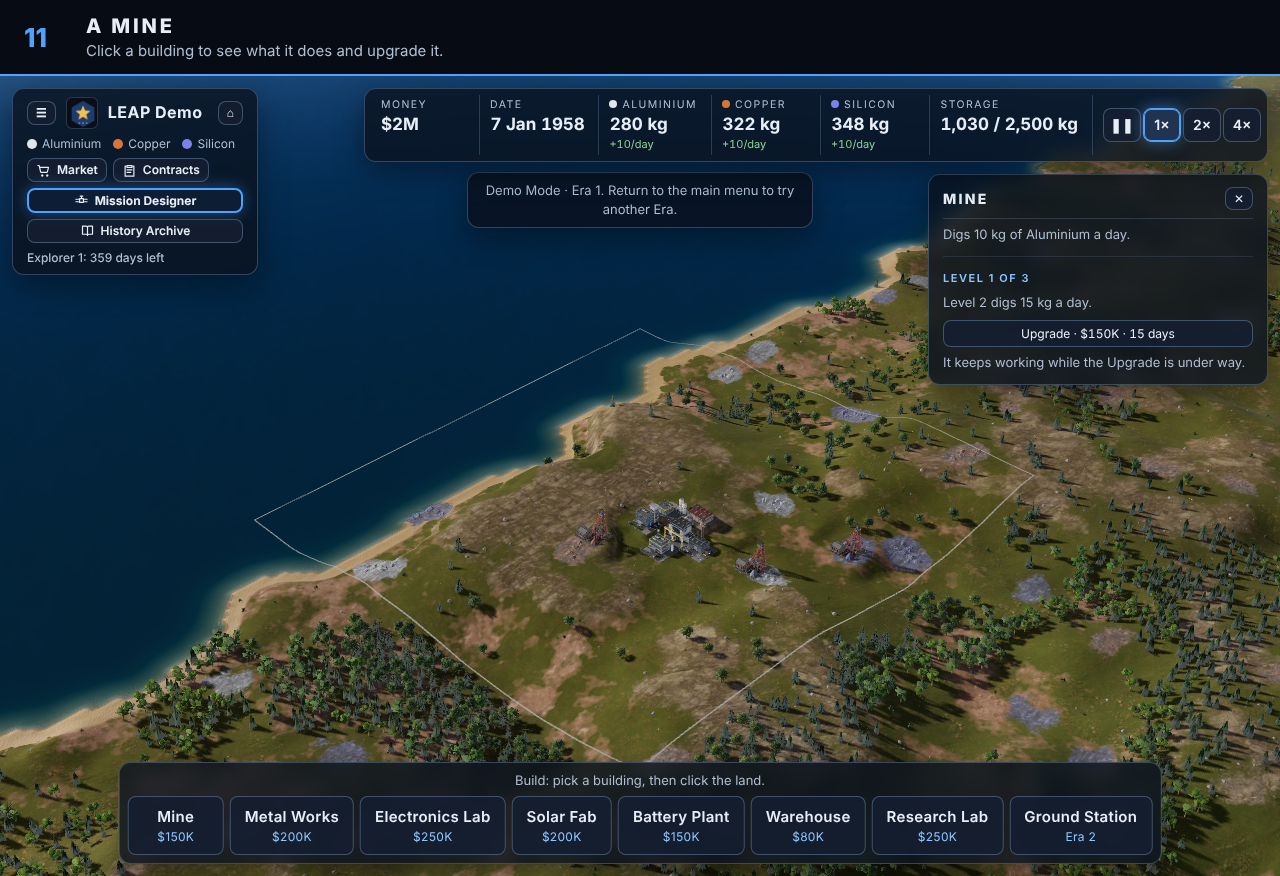 11
A MINE
Click a building to see what it does and upgrade it.
LEAP Demo
Aluminium Copper Silicon
Market Contracts
Mission Designer
History Archive
Explorer 1: 359 days left
MONEY
$2M
DATE
7 Jan 1958
ALUMINIUM
280 kg
+10/day
COPPER
322 kg
+10/day
SILICON
348 kg
+10/day
STORAGE
1,030 / 2,500 kg
1× 2× 4×
Demo Mode · Era 1. Return to the main menu to try
another Era.
MINE
Digs 10 kg of Aluminium a day.
LEVEL 1 OF 3
Level 2 digs 15 kg a day.
Upgrade · $150K · 15 days
It keeps working while the Upgrade is under way.
Build: pick a building, then click the land.
Mine
$150K
Metal Works
$200K
Electronics Lab
$250K
Solar Fab
$200K
Battery Plant
$150K
Warehouse
$80K
Research Lab
$250K
Ground Station
Era 2